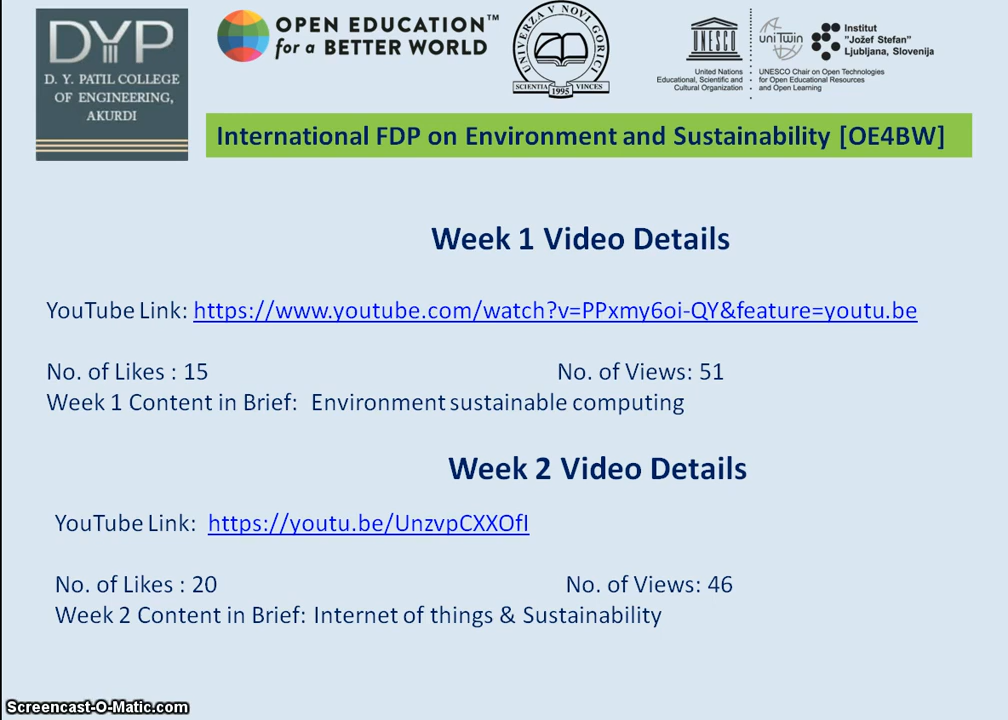 DYP
D. Y. PATIL COLLEGE
OF ENGINEERING,
AKURDI
OPEN EDUCATION™
for a BETTER WORLD
UNIVERZA V NOVI GORICI
SCIENTIA VINCES
1995
UNESCO
United Nations
Educational, Scientific and
Cultural Organization
uniTwin
UNESCO Chair on Open Technologies
for Open Educational Resources
and Open Learning
Institut
"Jožef Stefan"
Ljubljana, Slovenija
International FDP on Environment and Sustainability [OE4BW]
Week 1 Video Details
YouTube Link: https://www.youtube.com/watch?v=PPxmy6oi-QY&feature=youtu.be
No. of Likes : 15 No. of Views: 51
Week 1 Content in Brief: Environment sustainable computing
Week 2 Video Details
YouTube Link: https://youtu.be/UnzvpCXXOfI
No. of Likes : 20 No. of Views: 46
Week 2 Content in Brief: Internet of things & Sustainability
Screencast-O-Matic.com